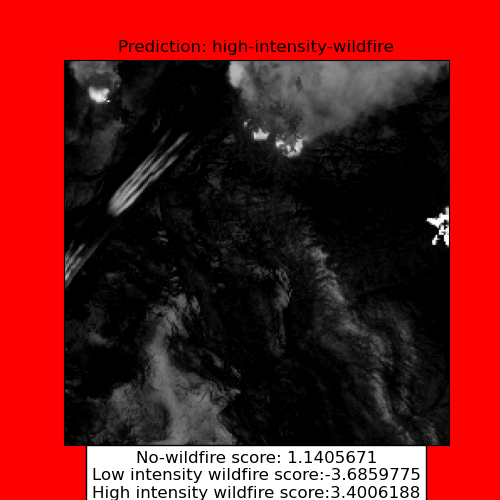 Prediction: high-intensity-wildfire
No-wildfire score: 1.1405671
Low intensity wildfire score:-3.6859775
High intensity wildfire score:3.4006188